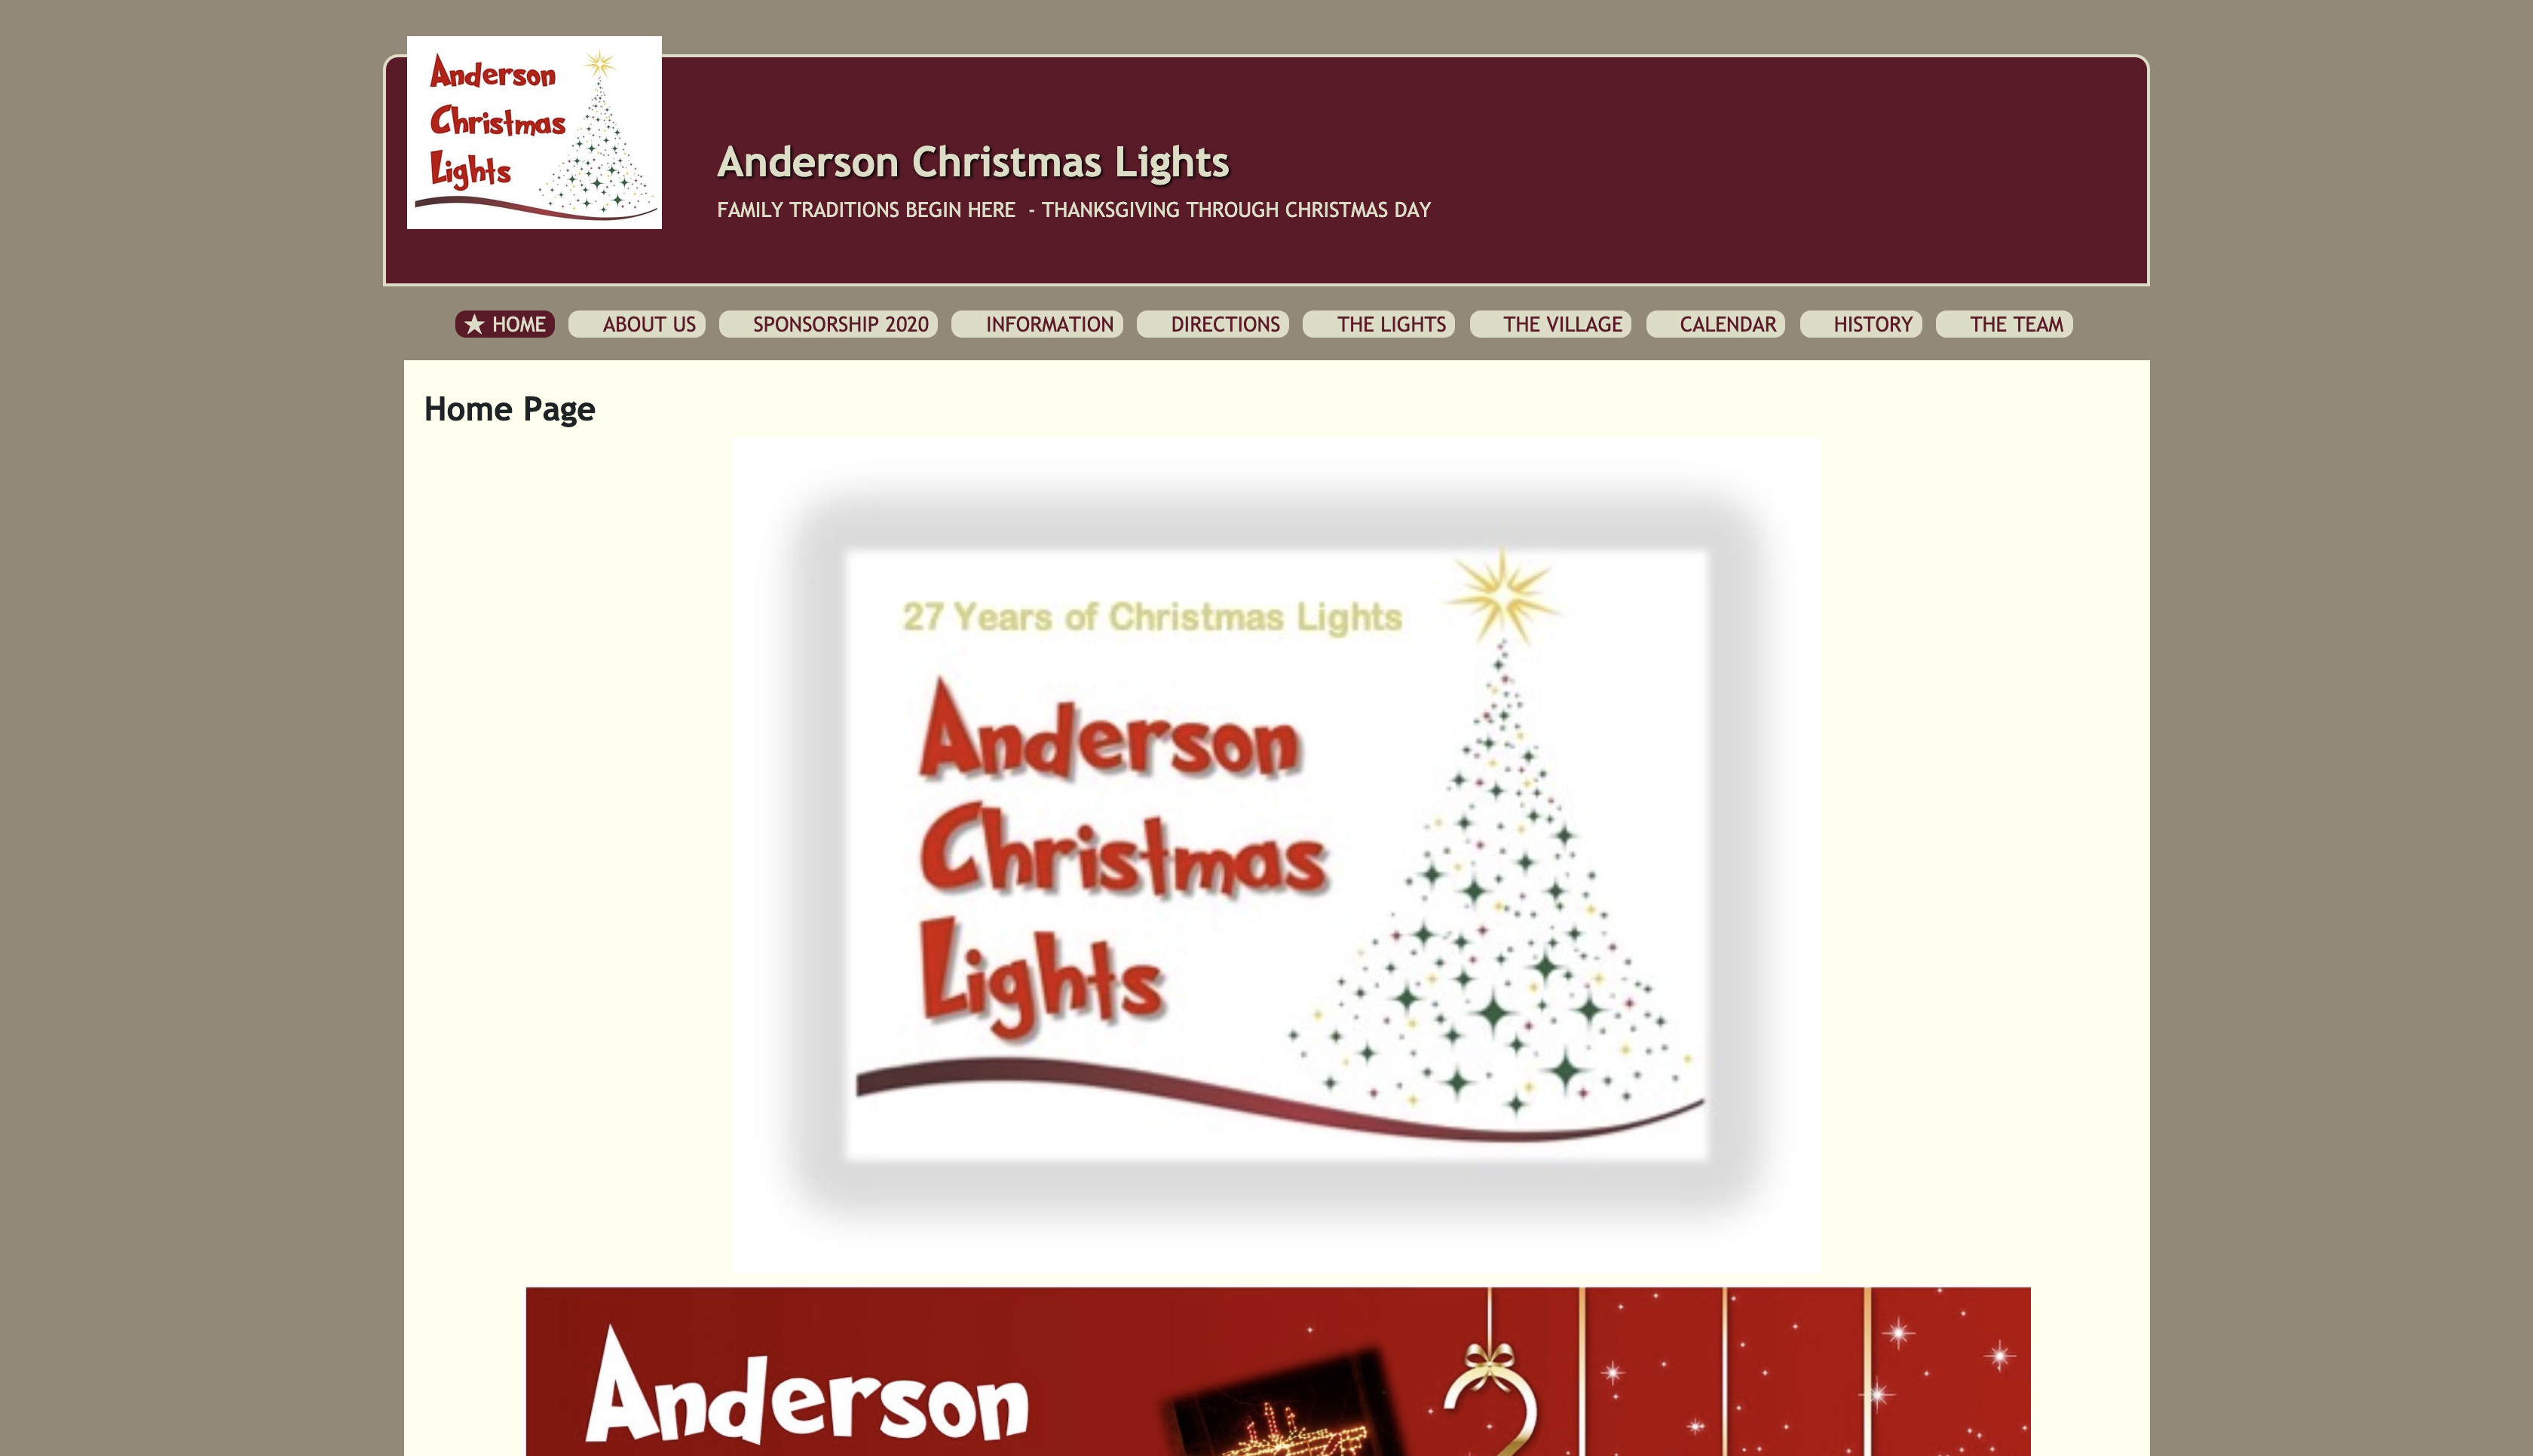 Anderson
Christmas
Lights
Anderson Christmas Lights
FAMILY TRADITIONS BEGIN HERE - THANKSGIVING THROUGH CHRISTMAS DAY
HOME ABOUT US SPONSORSHIP 2020 INFORMATION DIRECTIONS THE LIGHTS THE VILLAGE CALENDAR HISTORY THE TEAM
Home Page
27 Years of Christmas Lights
Anderson
Christmas
Lights
Anderson